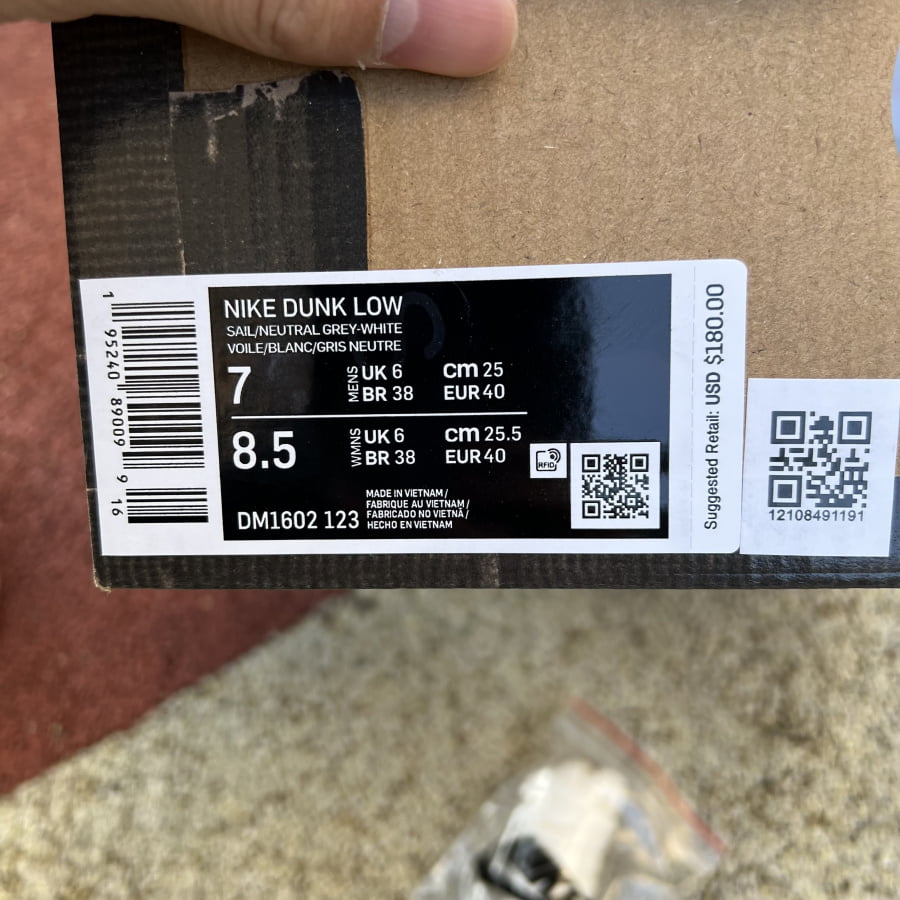 NIKE DUNK LOW
SAIL/NEUTRAL GREY-WHITE
VOILE/BLANC/GRIS NEUTRE
7 MENS UK 6 cm 25
BR 38 EUR 40
8.5 WMNS UK 6 cm 25.5
BR 38 EUR 40
RFID
DM1602 123
MADE IN VIETNAM /
FABRIQUE AU VIETNAM /
FABRICADO NO VIETNÃ /
HECHO EN VIETNAM
1 95240 89009 9 16
Suggested Retail: USD $180.00
12108491191